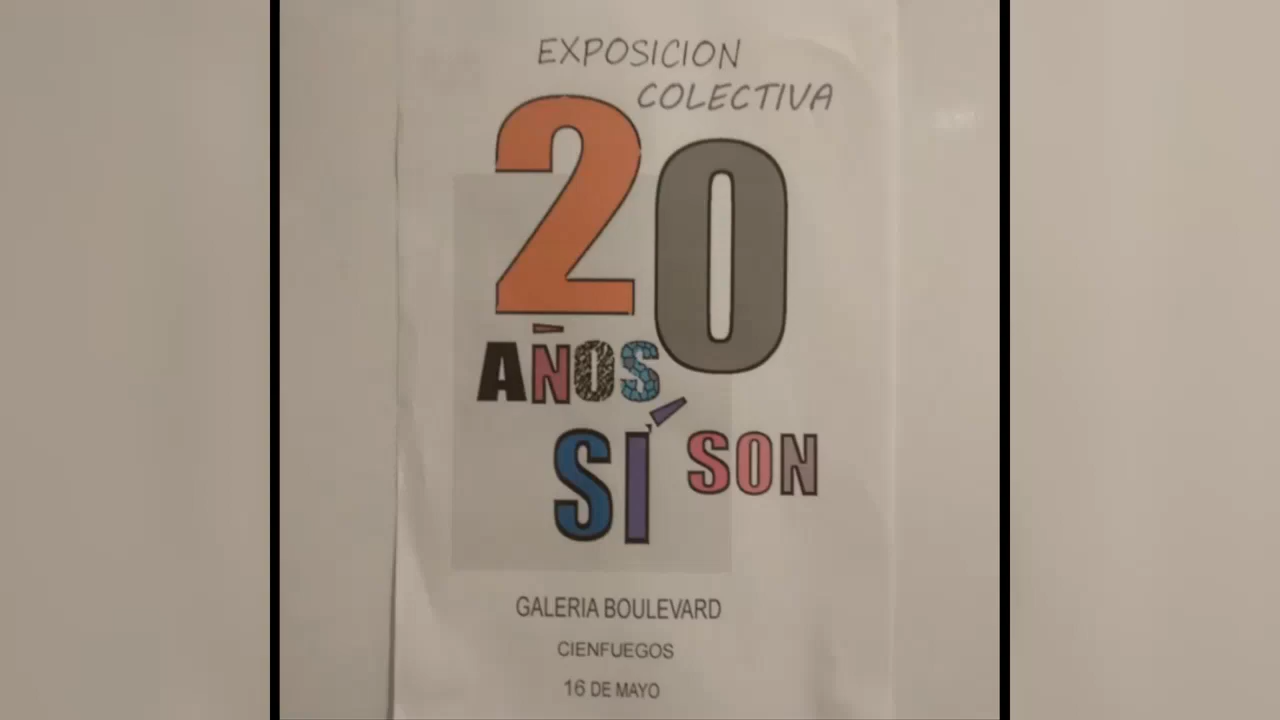 EXPOSICION
COLECTIVA
20
AÑOS
SÍ SON
GALERIA BOULEVARD
CIENFUEGOS
16 DE MAYO